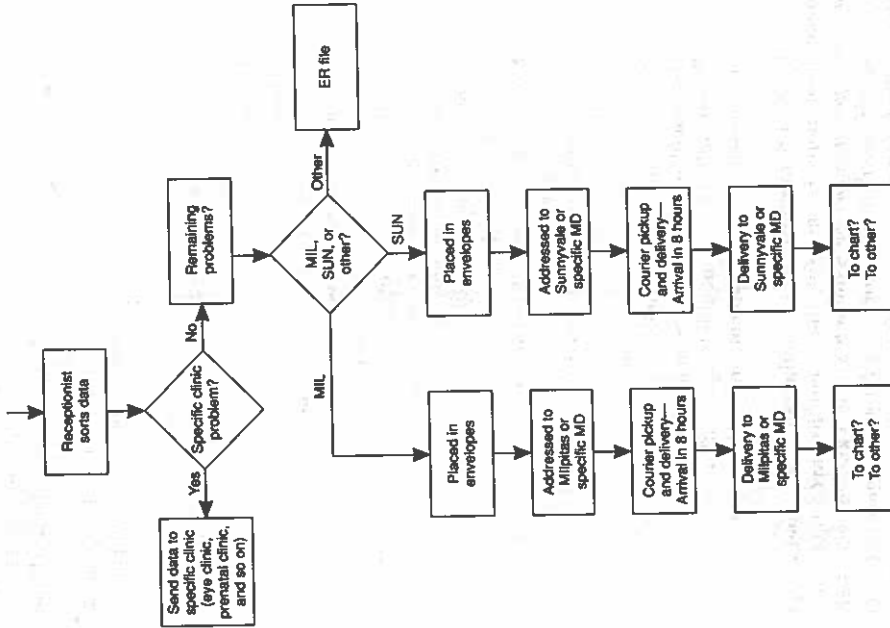 Receptionist
sorts data
Specific clinic
problem?
Yes
No
Send data to
specific clinic
(eye clinic,
prenatal clinic,
and so on)
Remaining
problems?
MIL,
SUN, or
other?
Other
ER file
MIL
SUN
Placed in
envelopes
Addressed to
Milpitas or
specific MD
Courier pickup
and delivery—
Arrival in 8 hours
Delivery to
Milpitas or
specific MD
To chart?
To other?
Placed in
envelopes
Addressed to
Sunnyvale or
specific MD
Courier pickup
and delivery—
Arrival in 8 hours
Delivery to
Sunnyvale or
specific MD
To chart?
To other?